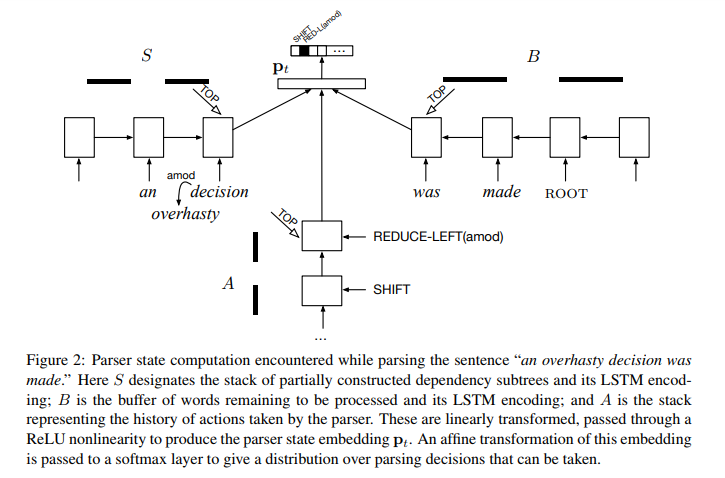 SHIFT
RED-L(amod)
…
S
p_t
B
TOP
TOP
amod
an decision was made ROOT
overhasty
TOP
REDUCE-LEFT(amod)
A
SHIFT
…
Figure 2: Parser state computation encountered while parsing the sentence “an overhasty decision was
made.” Here S designates the stack of partially constructed dependency subtrees and its LSTM encod-
ing; B is the buffer of words remaining to be processed and its LSTM encoding; and A is the stack
representing the history of actions taken by the parser. These are linearly transformed, passed through a
ReLU nonlinearity to produce the parser state embedding p_t. An affine transformation of this embedding
is passed to a softmax layer to give a distribution over parsing decisions that can be taken.